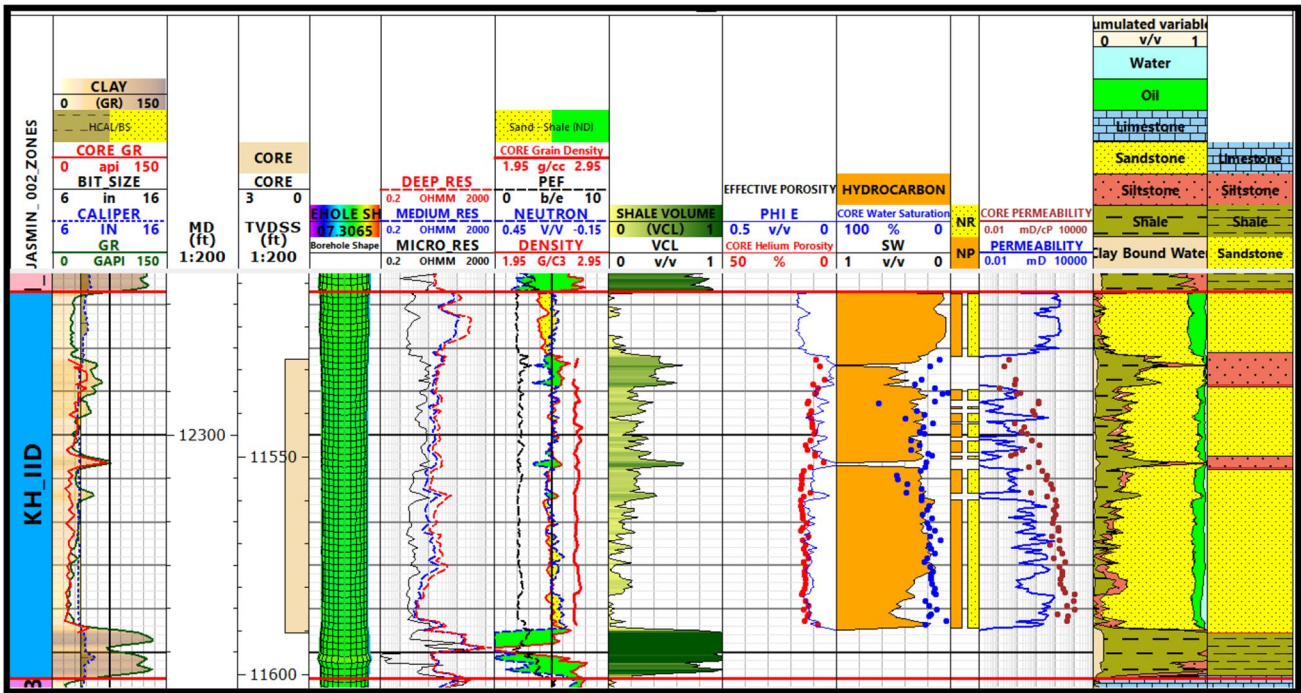 JASMIN_002_ZONES
CLAY
0 (GR) 150
HCAL/BS
CORE GR
0 api 150
BIT_SIZE
6 in 16
CALIPER
6 IN 16
GR
0 GAPI 150
MD
(ft)
1:200
CORE
CORE
3 0
TVDSS
(ft)
1:200
EHOLE SH
07.3065
Borehole Shape
DEEP_RES
0.2 OHMM 2000
MEDIUM_RES
0.2 OHMM 2000
MICRO_RES
0.2 OHMM 2000
Sand - Shale (ND)
CORE Grain Density
1.95 g/cc 2.95
PEF
0 b/e 10
NEUTRON
0.45 V/V -0.15
DENSITY
1.95 G/C3 2.95
SHALE VOLUME
0 (VCL) 1
VCL
0 v/v 1
EFFECTIVE POROSITY
PHI E
0.5 v/v 0
CORE Helium Porosity
50 % 0
HYDROCARBON
CORE Water Saturation
100 % 0
SW
1 v/v 0
NR
NP
CORE PERMEABILITY
0.01 mD/cP 10000
PERMEABILITY
0.01 mD 10000
umulated variable
0 v/v 1
Water
Oil
Limestone
Sandstone
Siltstone
Shale
Clay Bound Water
Limestone
Siltstone
Shale
Sandstone
KH_IID
12300
11550
11600